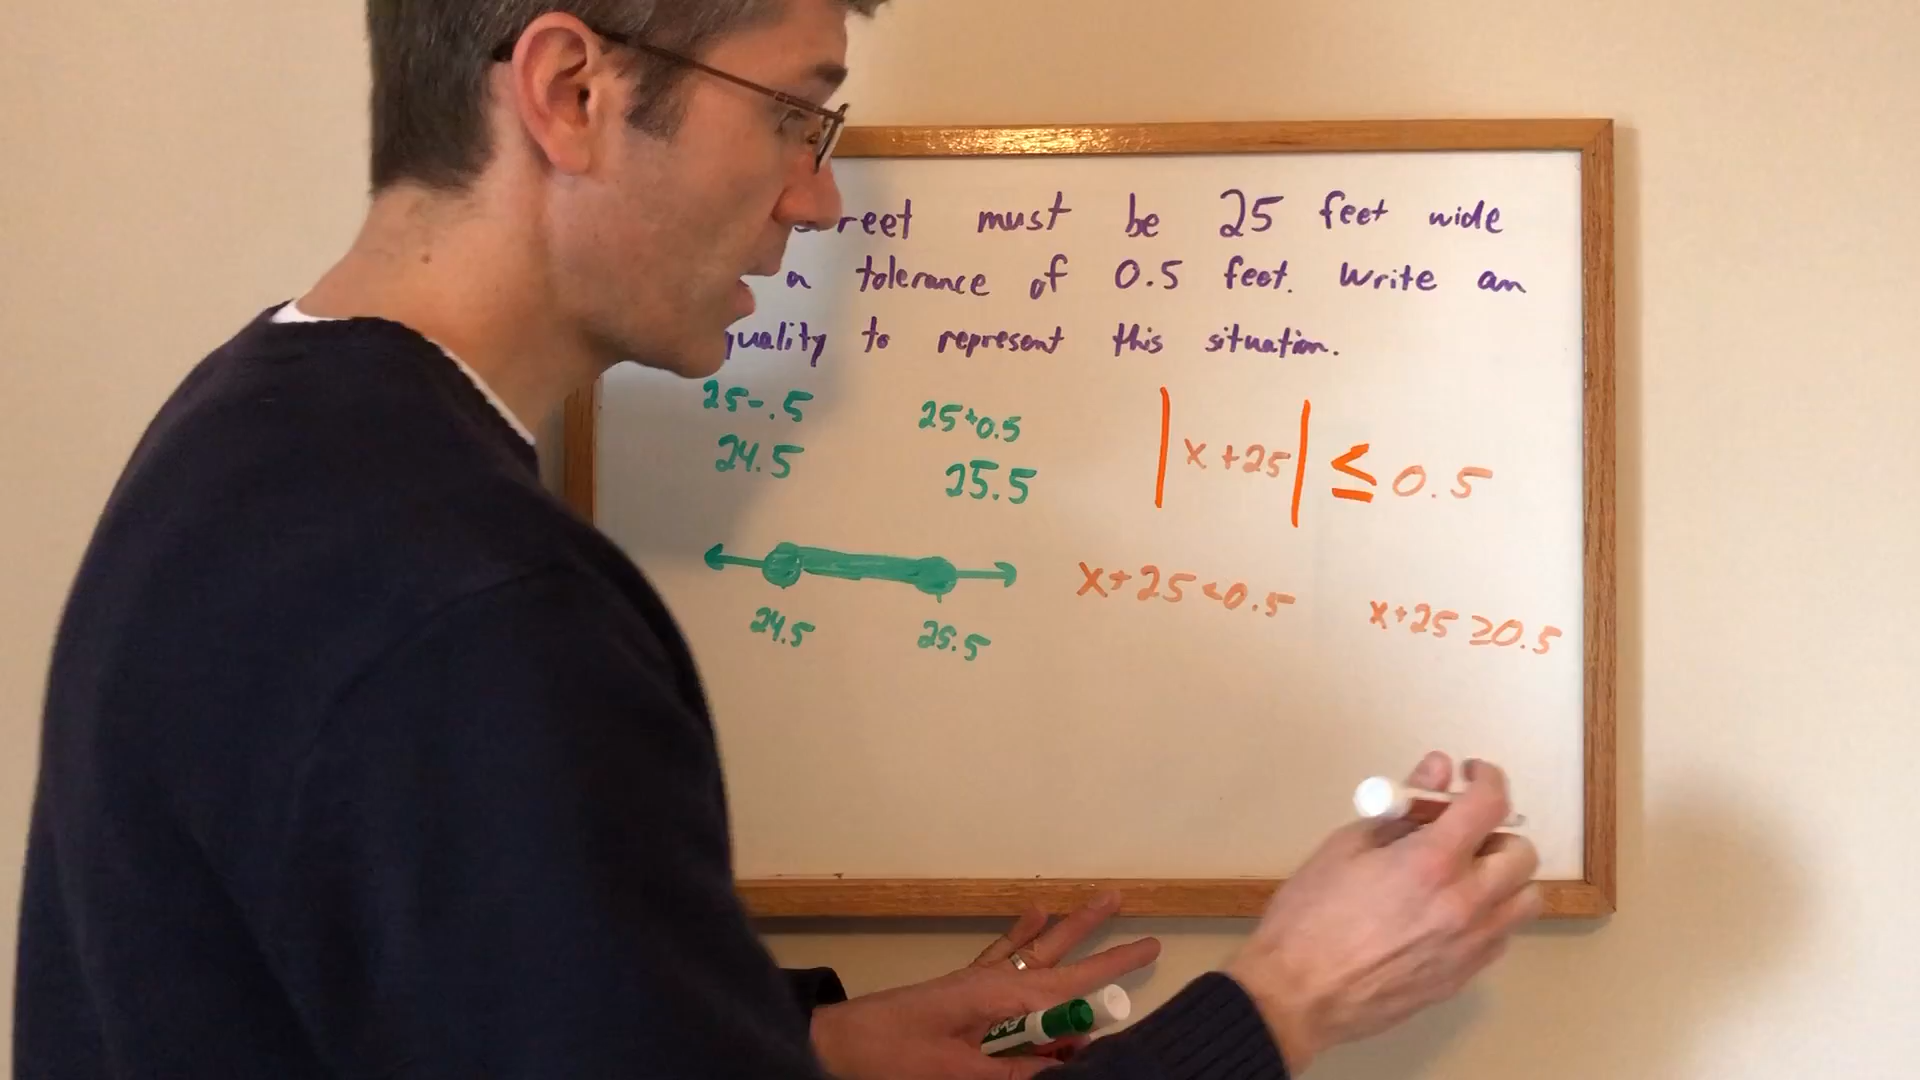 reet must be 25 feet wide
a tolerance of 0.5 feet. Write an
quality to represent this situation.
25-.5 25+0.5 |x+25| ≤ 0.5
24.5 25.5
x+25<0.5 x+25≥0.5
24.5 25.5